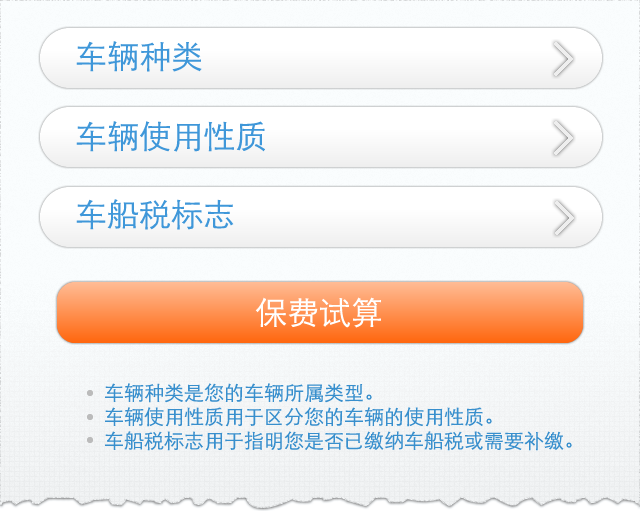 车辆种类
车辆使用性质
车船税标志
保费试算
车辆种类是您的车辆所属类型。
车辆使用性质用于区分您的车辆的使用性质。
车船税标志用于指明您是否已缴纳车船税或需要补缴。